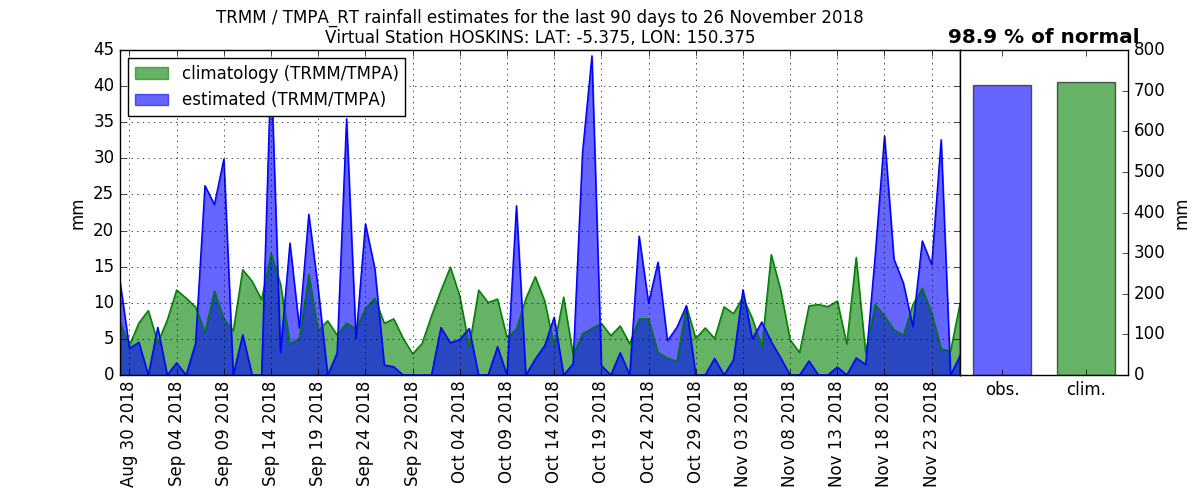 TRMM / TMPA_RT rainfall estimates for the last 90 days to 26 November 2018
Virtual Station HOSKINS: LAT: -5.375, LON: 150.375
98.9 % of normal
climatology (TRMM/TMPA)
estimated (TRMM/TMPA)
45
40
35
30
25
20
15
10
5
0
mm
Aug 30 2018
Sep 04 2018
Sep 09 2018
Sep 14 2018
Sep 19 2018
Sep 24 2018
Sep 29 2018
Oct 04 2018
Oct 09 2018
Oct 14 2018
Oct 19 2018
Oct 24 2018
Oct 29 2018
Nov 03 2018
Nov 08 2018
Nov 13 2018
Nov 18 2018
Nov 23 2018
obs.
clim.
800
700
600
500
400
300
200
100
0
mm